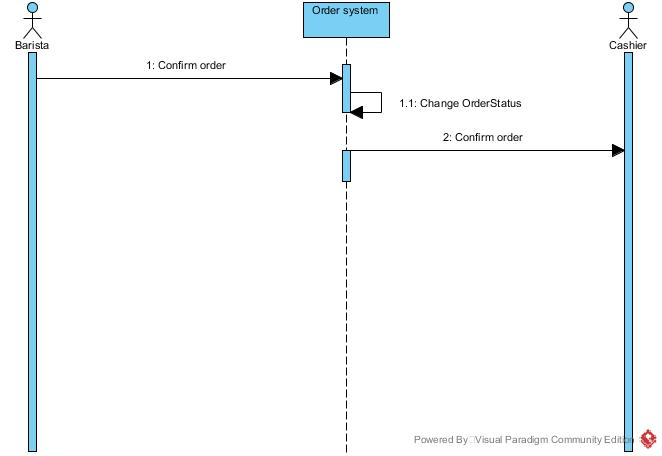 Order system
Barista
Cashier
1: Confirm order
1.1: Change OrderStatus
2: Confirm order
Powered By Visual Paradigm Community Edition